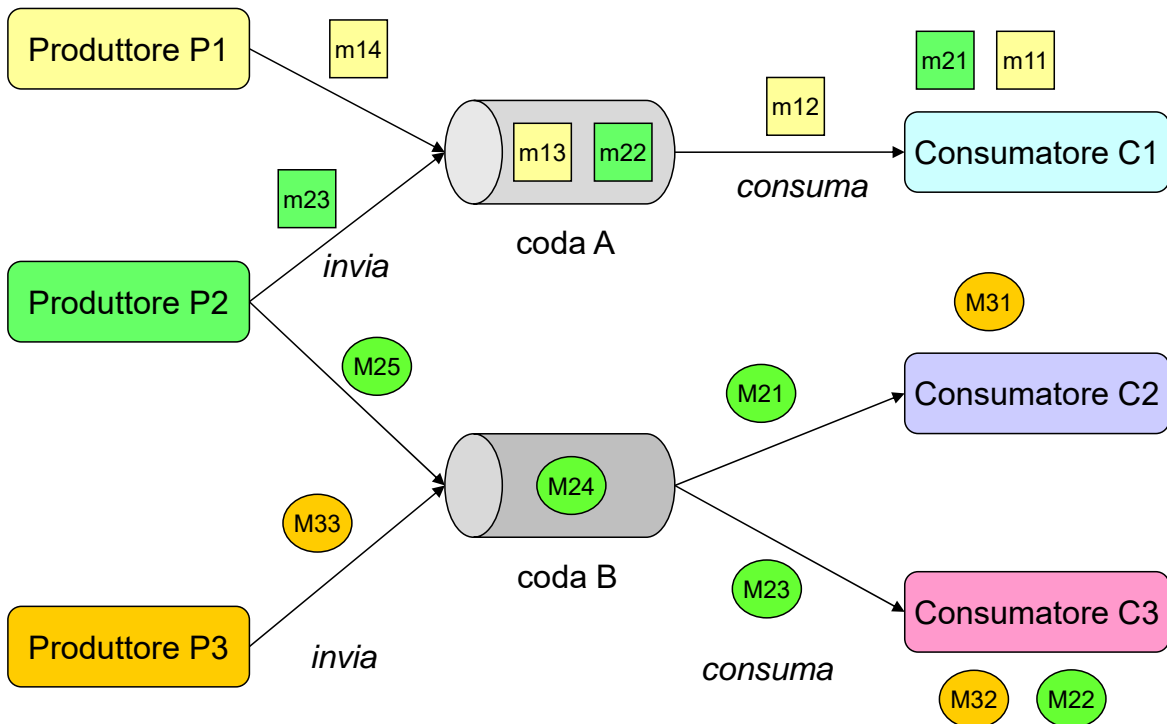 Produttore P1
m14
m21
m11
m12
m13
m22
Consumatore C1
consuma
m23
coda A
invia
Produttore P2
M31
M25
M21
Consumatore C2
M24
M33
coda B
M23
Consumatore C3
Produttore P3
invia
consuma
M32
M22